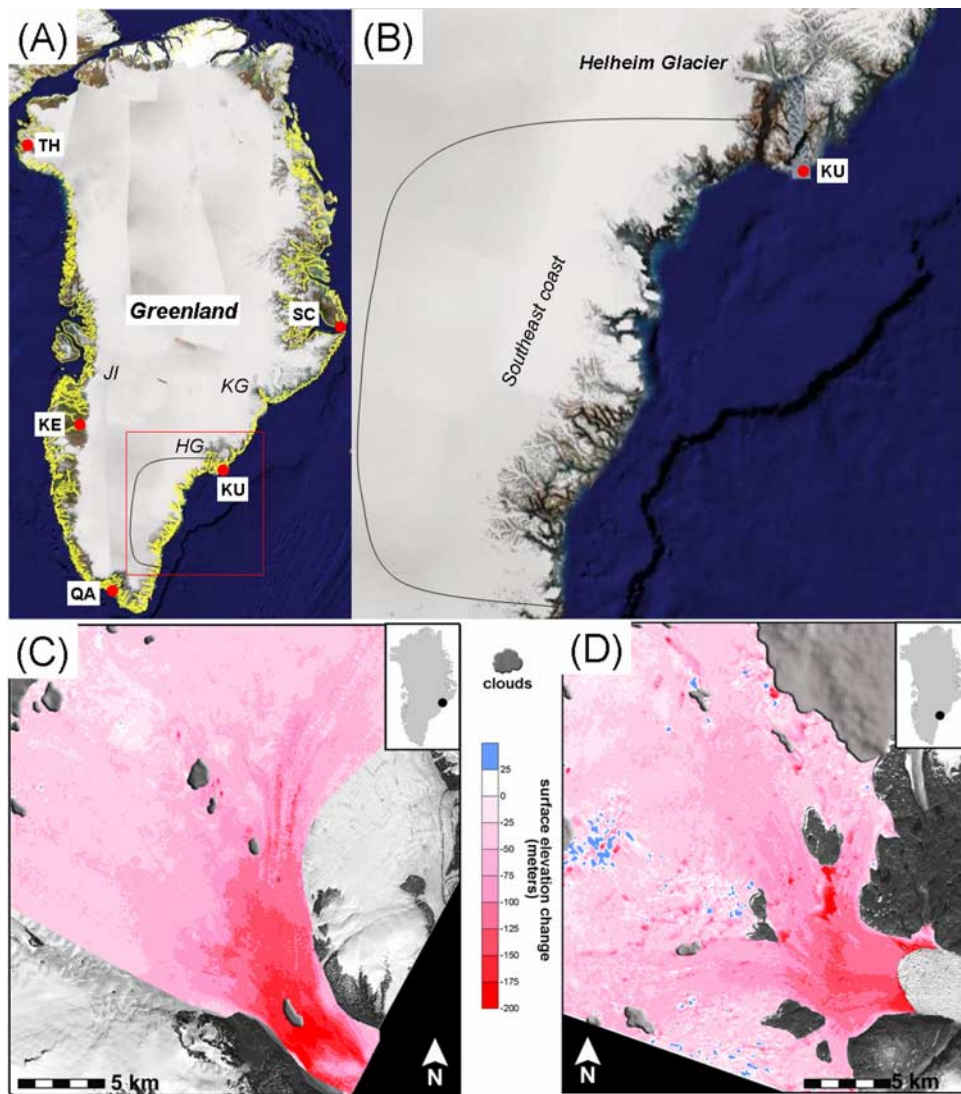 (A)
TH
Greenland
SC
JI
KG
KE
HG
KU
QA
(B)
Helheim Glacier
KU
Southeast coast
(C)
5 km
N
clouds
25
0
-25
-50
-75
-100
-125
-150
-175
-200
surface elevation change
(meters)
(D)
5 km
N